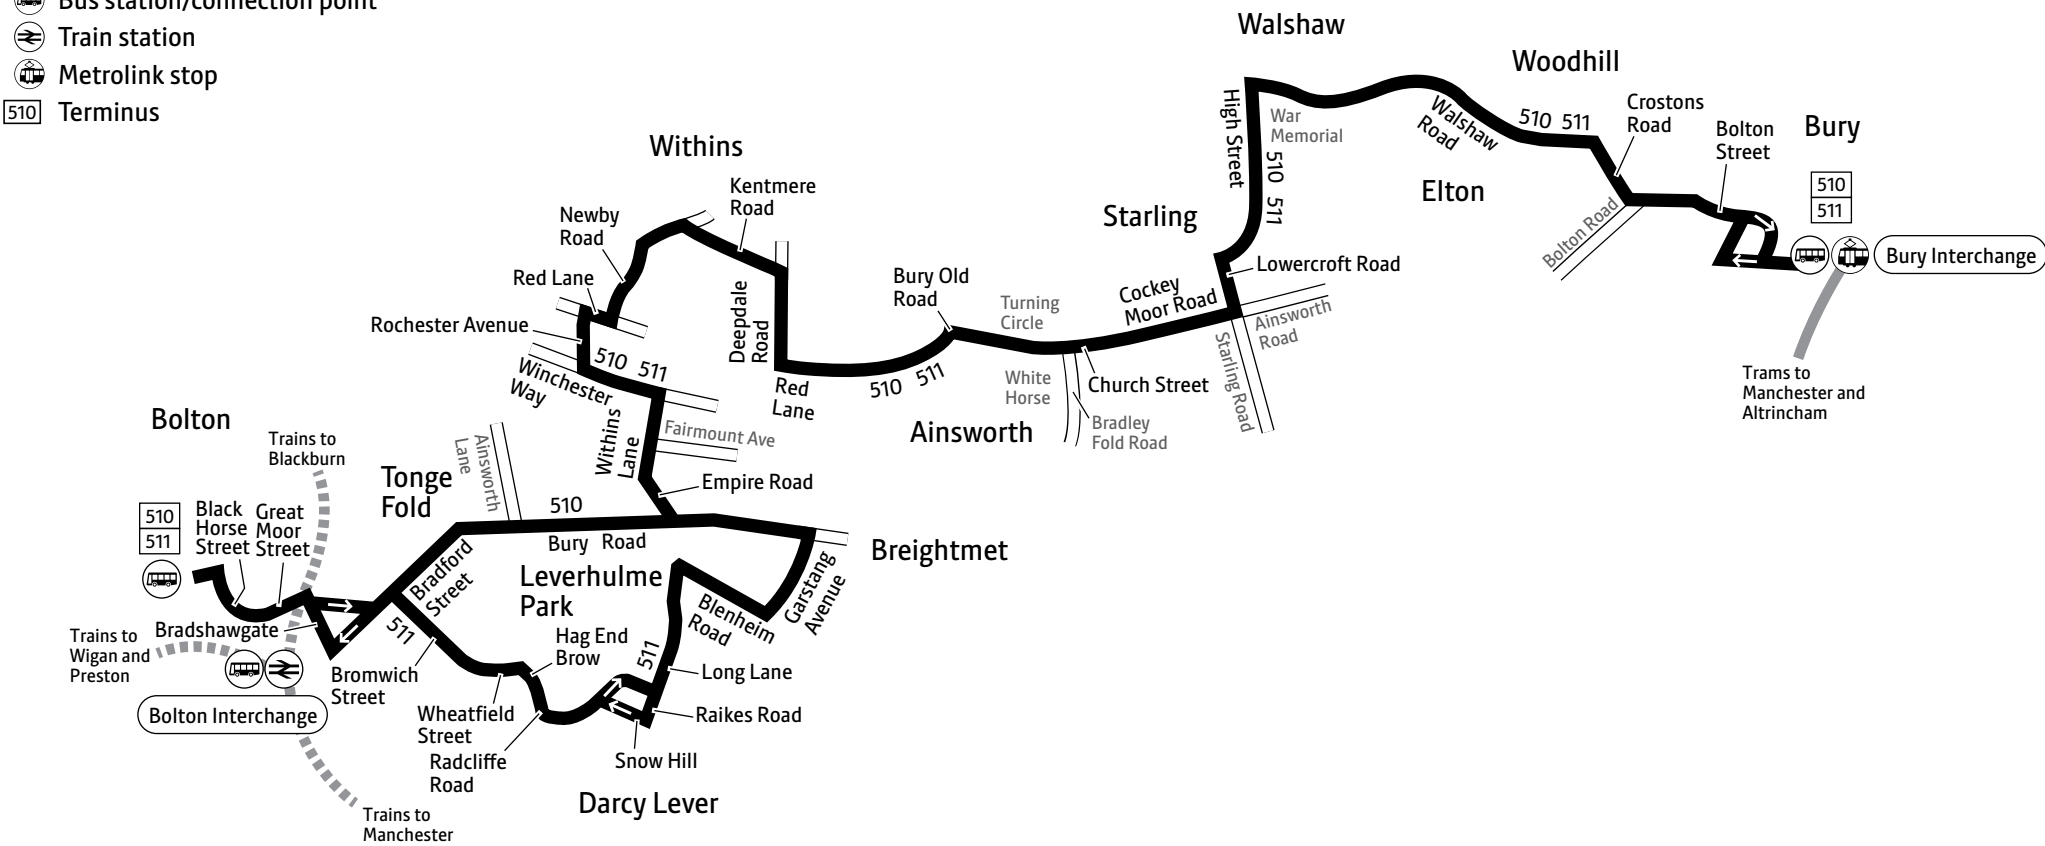 Bus station/connection point
Train station
Metrolink stop
510 Terminus
Walshaw
Woodhill
Crostons
Road
Bolton
Street
Bury
510
511
Bury Interchange
Trams to
Manchester and
Altrincham
High Street
War
Memorial
510 511
Walshaw
Road
510 511
Elton
Bolton Road
Starling
Lowercroft Road
Cockey
Moor Road
Ainsworth
Road
Starling Road
Withins
Kentmere
Road
Newby
Road
Red Lane
Rochester Avenue
510 511
Winchester
Way
Deepdale
Road
Red
Lane
510 511
Bury Old
Road
Turning
Circle
White
Horse
Church Street
Bradley
Fold Road
Ainsworth
Withins
Lane
Fairmount Ave
Empire Road
Bolton
Trains to
Blackburn
Tonge
Fold
Ainsworth
Lane
510
Bury Road
510
511
Black
Horse
Street
Great
Moor
Street
Bradford
Street
Leverhulme
Park
Breightmet
Garstang
Avenue
Blenheim
Road
Bradshawgate
Trains to
Wigan and
Preston
Bolton Interchange
511
Bromwich
Street
Hag End
Brow
511
Long Lane
Raikes Road
Wheatfield
Street
Radcliffe
Road
Snow Hill
Darcy Lever
Trains to
Manchester